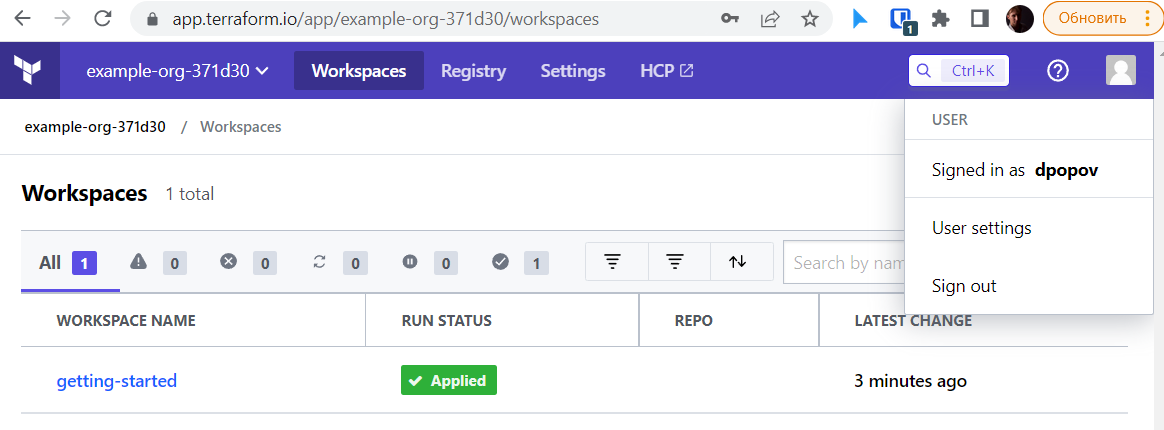 app.terraform.io/app/example-org-371d30/workspaces 1 Обновить
example-org-371d30 Workspaces Registry Settings HCP Ctrl+K
example-org-371d30 / Workspaces
USER
Signed in as dpopov
User settings
Sign out
Workspaces 1 total
All 1 0 0 0 0 1 Search by nam
WORKSPACE NAME RUN STATUS REPO LATEST CHANGE
getting-started Applied 3 minutes ago